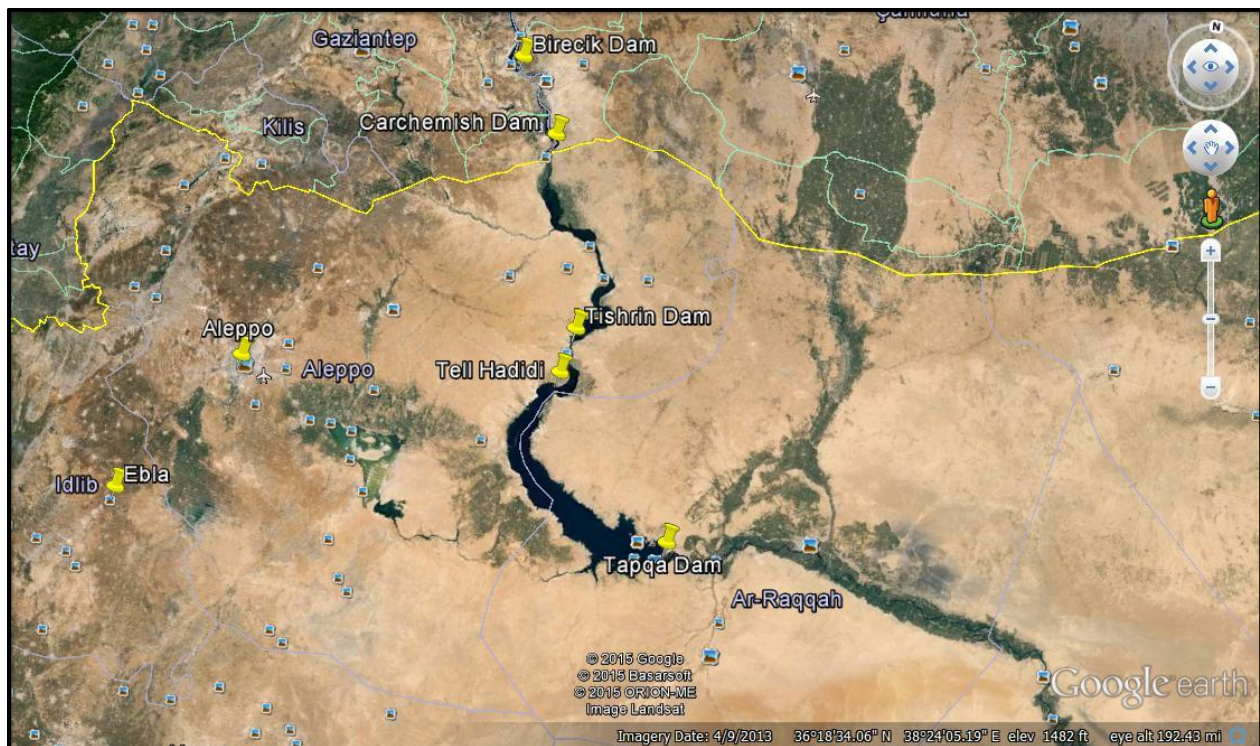 Şanlıurfa
Gaziantep
Birecik Dam
N
Kilis
Carchemish Dam
tay
Aleppo
Tishrin Dam
Aleppo
Tell Hadidi
Ebla
Idlib
Tapqa Dam
Ar-Raqqah
© 2015 Google
© 2015 Basarsoft
© 2015 ORION-ME
Image Landsat
Google earth
Imagery Date: 4/9/2013 36°18'34.06" N 38°24'05.19" E elev 1482 ft eye alt 192.43 mi